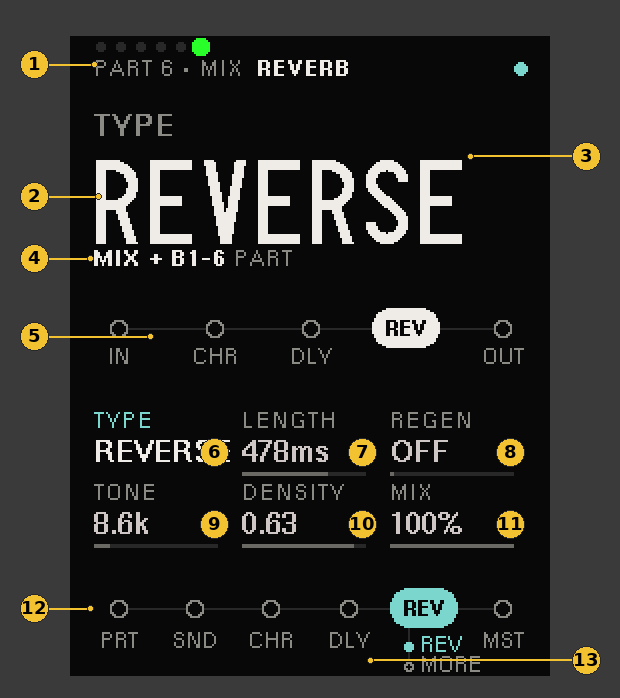 1 PART 6 · MIX REVERB
TYPE
3
2 REVERSE
4 MIX + B1-6 PART
REV
5 IN CHR DLY OUT
TYPE LENGTH REGEN
REVERSE 6 478ms 7 OFF 8
TONE DENSITY MIX
8.6k 9 0.63 10 100% 11
12 REV
PRT SND CHR DLY REV MST
MORE 13